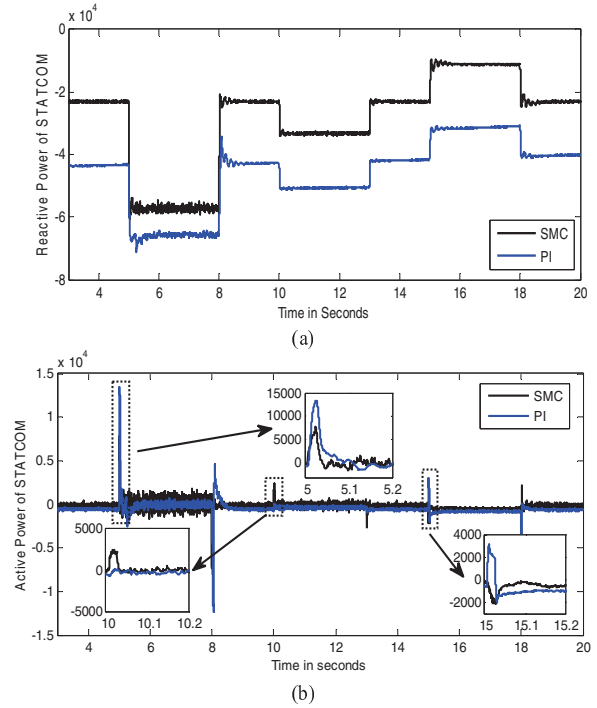 x 10^4
Reactive Power of STATCOM
0
-2
-4
-6
-8
SMC
PI
4 6 8 10 12 14 16 18 20
Time in Seconds
(a)
x 10^4
Active Power of STATCOM
1.5
1
0.5
0
-0.5
-1
-1.5
SMC
PI
15000
10000
5000
0
5 5.1 5.2
5000
0
-5000
10 10.1 10.2
4000
2000
0
-2000
15 15.1 15.2
4 6 8 10 12 14 16 18 20
Time in seconds
(b)